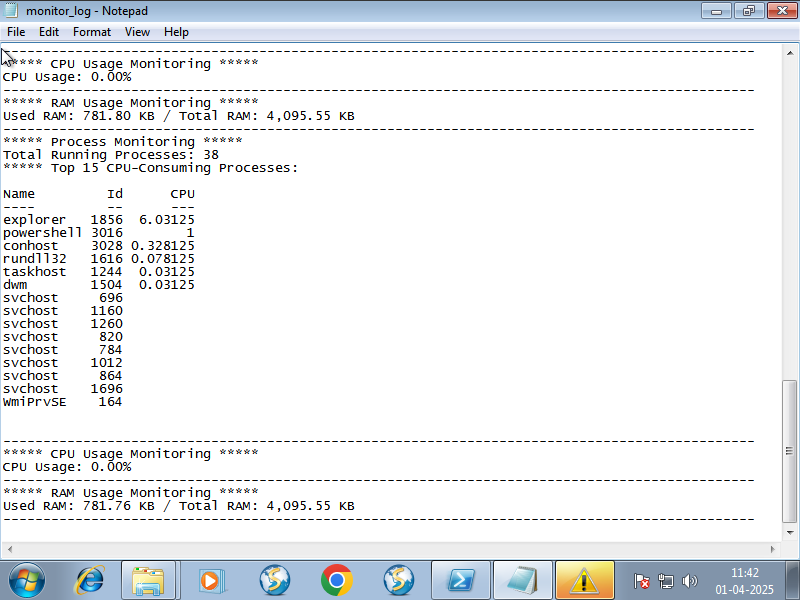 monitor_log - Notepad
File Edit Format View Help
-----------------------------------------------------------------------------------------------
***** CPU Usage Monitoring *****
CPU Usage: 0.00%
-----------------------------------------------------------------------------------------------
***** RAM Usage Monitoring *****
Used RAM: 781.80 KB / Total RAM: 4,095.55 KB
-----------------------------------------------------------------------------------------------
***** Process Monitoring *****
Total Running Processes: 38
***** Top 15 CPU-Consuming Processes:
Name Id CPU
---- -- ---
explorer 1856 6.03125
powershell 3016 1
conhost 3028 0.328125
rundll32 1616 0.078125
taskhost 1244 0.03125
dwm 1504 0.03125
svchost 696
svchost 1160
svchost 1260
svchost 820
svchost 784
svchost 1012
svchost 864
svchost 1696
WmiPrvSE 164
-----------------------------------------------------------------------------------------------
***** CPU Usage Monitoring *****
CPU Usage: 0.00%
-----------------------------------------------------------------------------------------------
***** RAM Usage Monitoring *****
Used RAM: 781.76 KB / Total RAM: 4,095.55 KB
-----------------------------------------------------------------------------------------------
11:42
01-04-2025